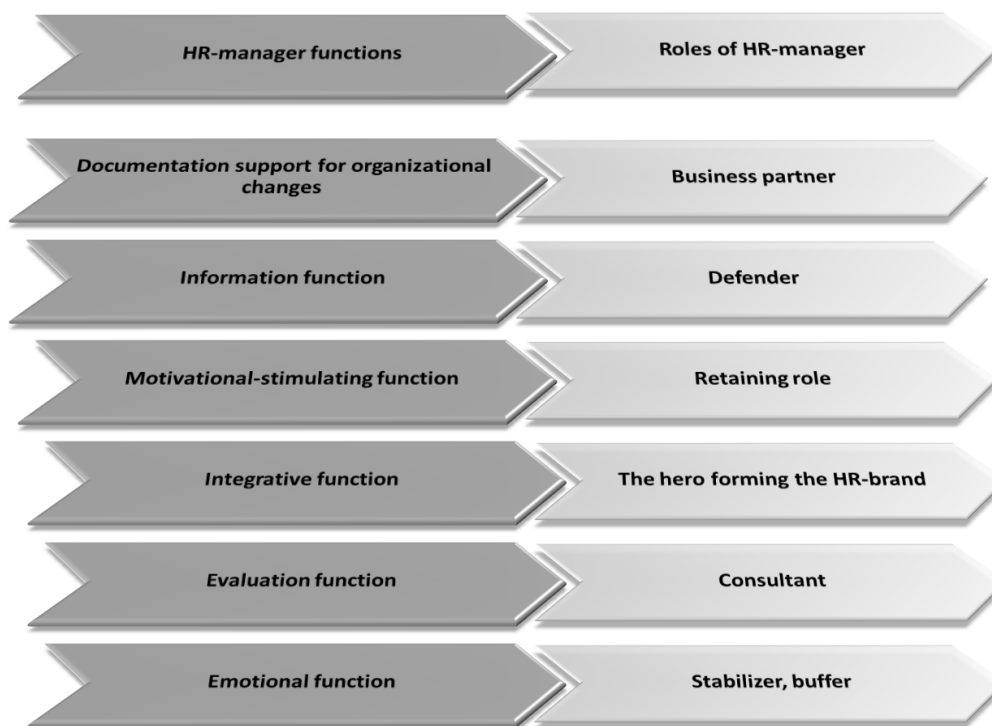 HR-manager functions
Roles of HR-manager
Documentation support for organizational
changes
Business partner
Information function
Defender
Motivational-stimulating function
Retaining role
Integrative function
The hero forming the HR-brand
Evaluation function
Consultant
Emotional function
Stabilizer, buffer